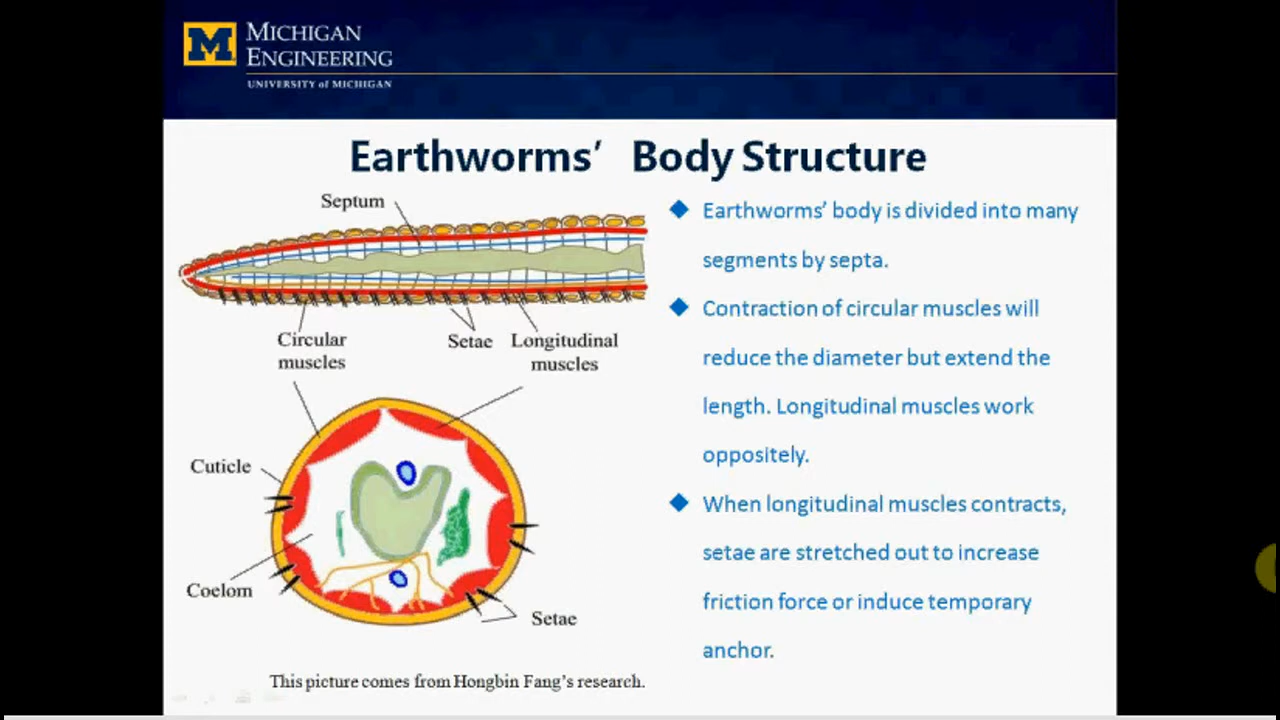 M
MICHIGAN
ENGINEERING
UNIVERSITY of MICHIGAN
Earthworms' Body Structure
Septum
Circular
muscles
Setae
Longitudinal
muscles
Cuticle
Coelom
Setae
This picture comes from Hongbin Fang's research.
Earthworms' body is divided into many
segments by septa.
Contraction of circular muscles will
reduce the diameter but extend the
length. Longitudinal muscles work
oppositely.
When longitudinal muscles contracts,
setae are stretched out to increase
friction force or induce temporary
anchor.